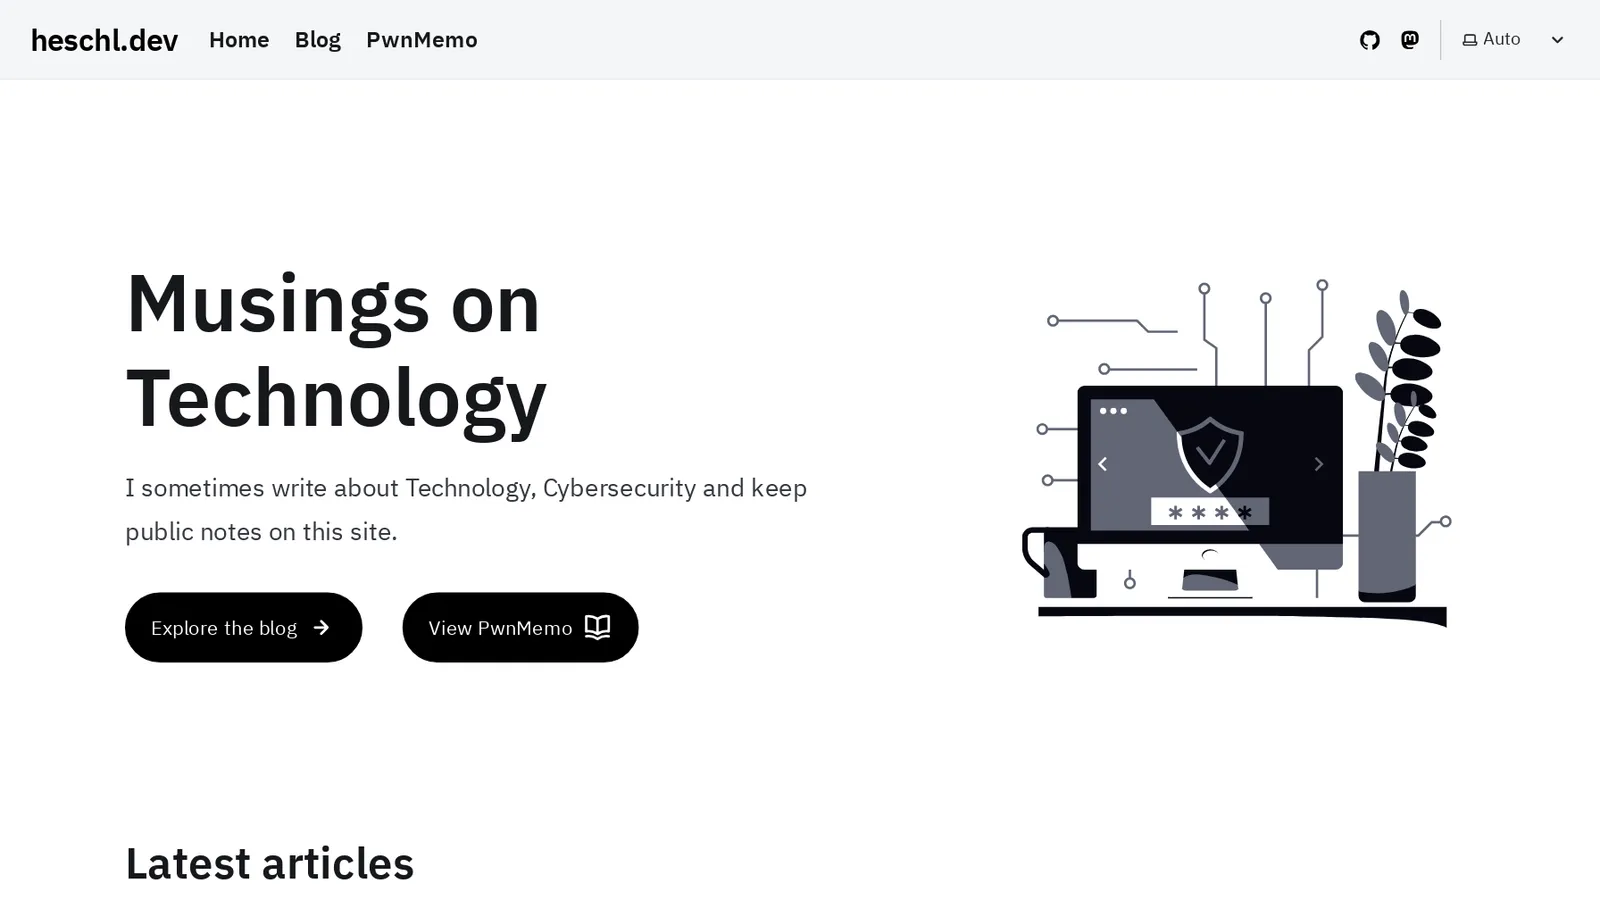 heschl.dev Home Blog PwnMemo Auto
Musings on
Technology
I sometimes write about Technology, Cybersecurity and keep
public notes on this site.
Explore the blog View PwnMemo
* * * *
Latest articles